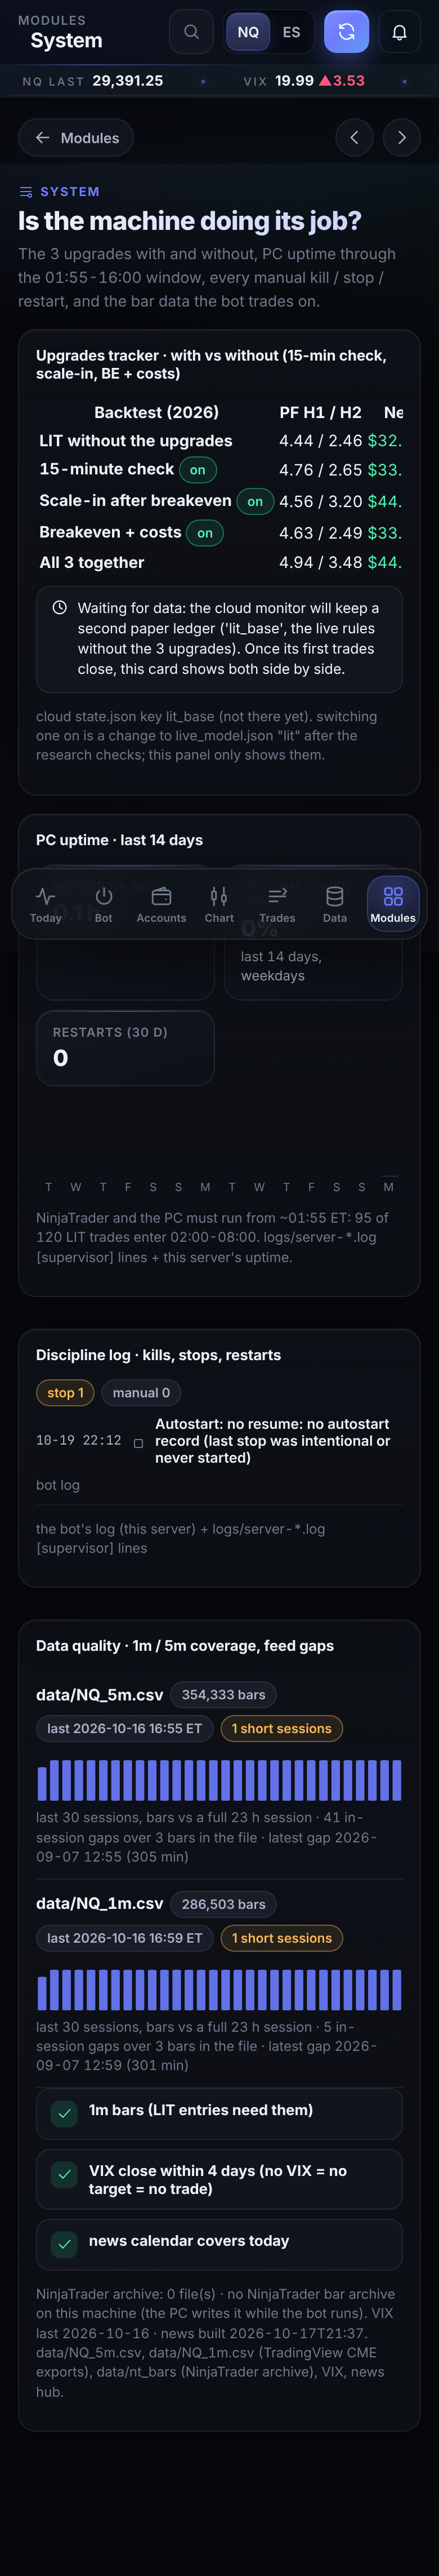 MODULES
System
NQ
ES
NQ LAST 29,391.25
VIX 19.99 ▲3.53
Modules
SYSTEM
Is the machine doing its job?
The 3 upgrades with and without, PC uptime through
the 01:55-16:00 window, every manual kill / stop /
restart, and the bar data the bot trades on.
Upgrades tracker · with vs without (15-min check,
scale-in, BE + costs)
Backtest (2026) PF H1 / H2 Ne
LIT without the upgrades 4.44 / 2.46 $32.
15-minute check on 4.76 / 2.65 $33.
Scale-in after breakeven on 4.56 / 3.20 $44.
Breakeven + costs on 4.63 / 2.49 $33.
All 3 together 4.94 / 3.48 $44.
Waiting for data: the cloud monitor will keep a
second paper ledger ('lit_base', the live rules
without the 3 upgrades). Once its first trades
close, this card shows both side by side.
cloud state.json key lit_base (not there yet). switching
one on is a change to live_model.json "lit" after the
research checks; this panel only shows them.
PC uptime · last 14 days
0.1
0%
Today
Bot
Accounts
Chart
Trades
Data
Modules
last 14 days,
weekdays
RESTARTS (30 D)
0
T W T F S S M T W T F S S M
NinjaTrader and the PC must run from ~01:55 ET: 95 of
120 LIT trades enter 02:00-08:00. logs/server-*.log
[supervisor] lines + this server's uptime.
Discipline log · kills, stops, restarts
stop 1
manual 0
10-19 22:12
Autostart: no resume: no autostart
record (last stop was intentional or
never started)
bot log
the bot's log (this server) + logs/server-*.log
[supervisor] lines
Data quality · 1m / 5m coverage, feed gaps
data/NQ_5m.csv 354,333 bars
last 2026-10-16 16:55 ET 1 short sessions
last 30 sessions, bars vs a full 23 h session · 41 in-
session gaps over 3 bars in the file · latest gap 2026-
09-07 12:55 (305 min)
data/NQ_1m.csv 286,503 bars
last 2026-10-16 16:59 ET 1 short sessions
last 30 sessions, bars vs a full 23 h session · 5 in-
session gaps over 3 bars in the file · latest gap 2026-
09-07 12:59 (301 min)
1m bars (LIT entries need them)
VIX close within 4 days (no VIX = no
target = no trade)
news calendar covers today
NinjaTrader archive: 0 file(s) · no NinjaTrader bar archive
on this machine (the PC writes it while the bot runs). VIX
last 2026-10-16 · news built 2026-10-17T21:37.
data/NQ_5m.csv, data/NQ_1m.csv (TradingView CME
exports), data/nt_bars (NinjaTrader archive), VIX, news
hub.